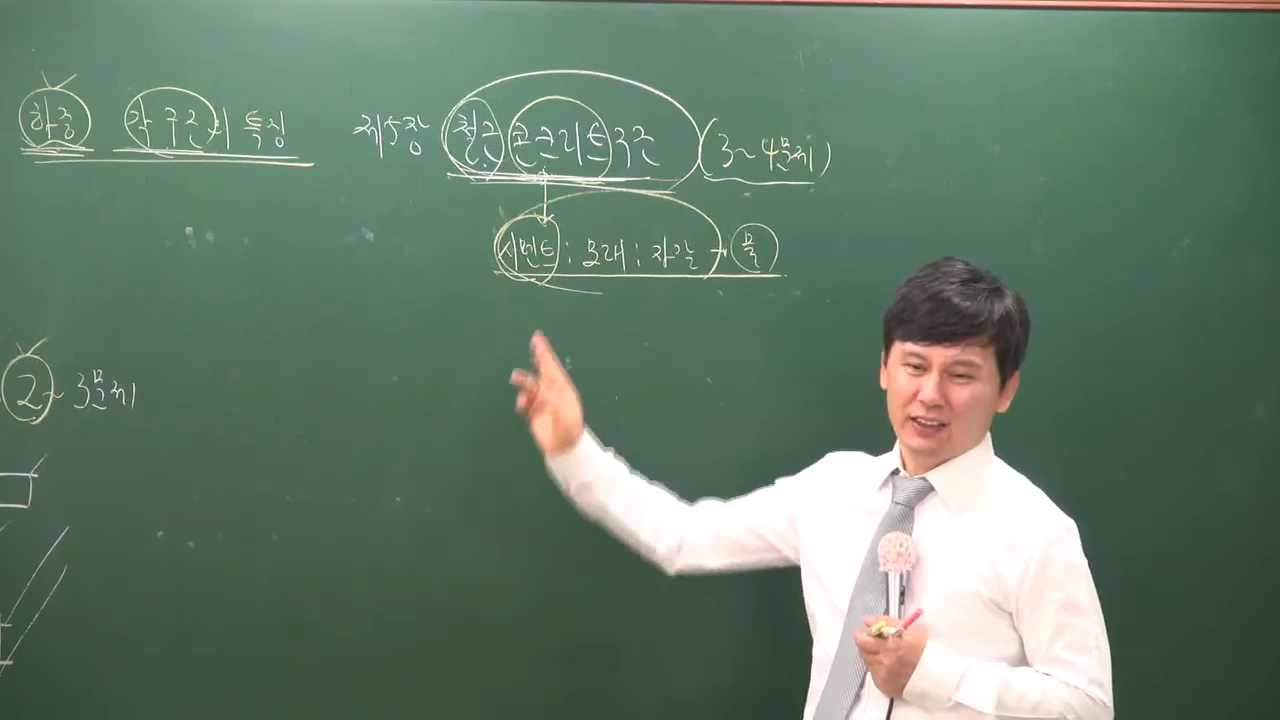 하중 각 구조의 특징 제5장 철근콘크리트구조 (3~4문제)
시멘트 : 모래 : 자갈 + 물
2~3문제